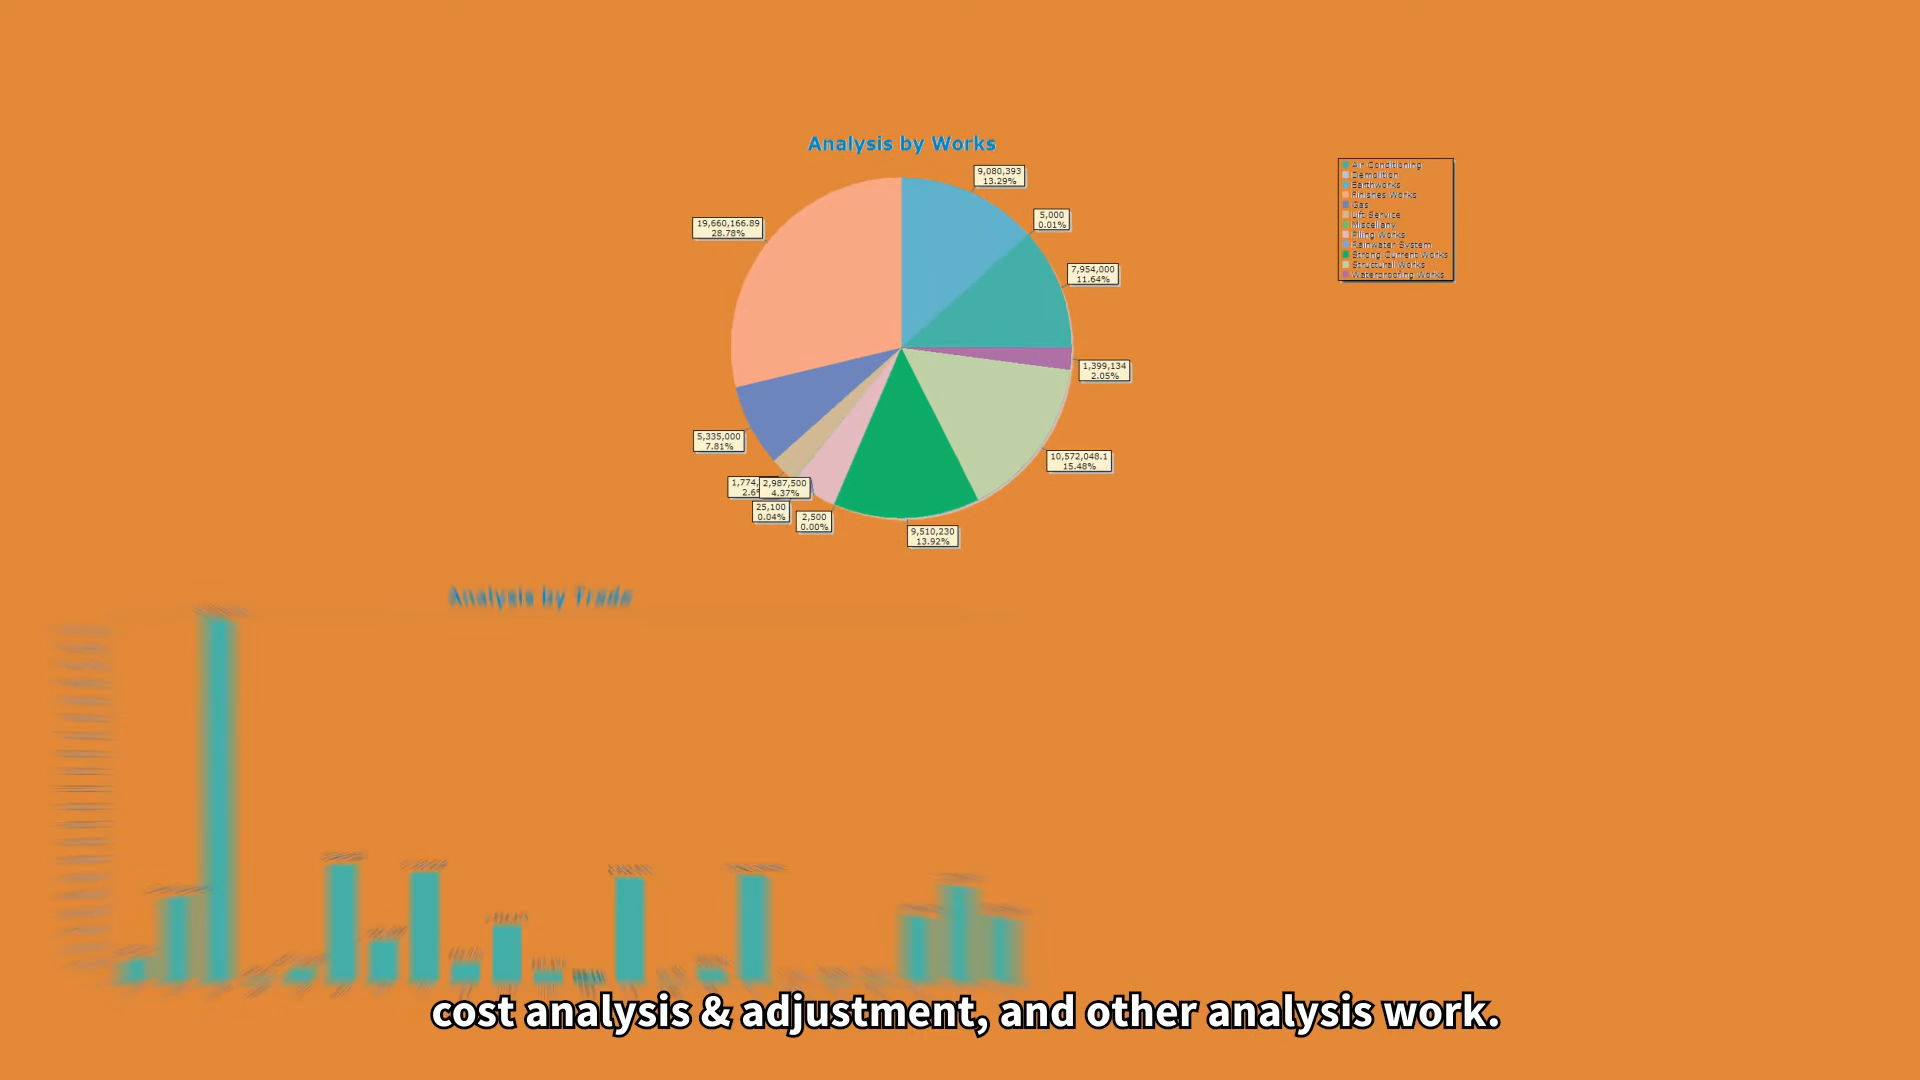 Analysis by Works
9,080,393
13.29%
5,000
0.01%
19,660,166.89
28.78%
7,954,000
11.64%
1,399,134
2.05%
5,335,000
7.81%
10,572,048.1
15.48%
1,774,
2.6
2,987,500
4.37%
25,100
0.04%
2,500
0.00%
9,510,230
13.92%
Air Conditioning
Demolition
Earthworks
Finishes Works
Gas
Lift Service
Miscellany
Piling Works
Rainwater System
Strong Current Works
Structural Works
Waterproofing Works
Analysis by Trade
cost analysis & adjustment, and other analysis work.